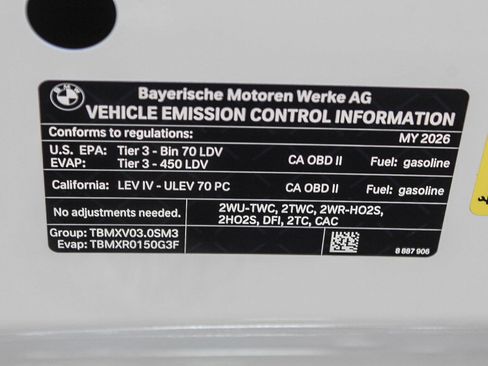 BMW
Bayerische Motoren Werke AG
VEHICLE EMISSION CONTROL INFORMATION
Conforms to regulations: MY 2026
U.S. EPA: Tier 3 - Bin 70 LDV
EVAP: Tier 3 - 450 LDV CA OBD II Fuel: gasoline
California: LEV IV - ULEV 70 PC CA OBD II Fuel: gasoline
No adjustments needed. 2WU-TWC, 2TWC, 2WR-HO2S,
2HO2S, DFI, 2TC, CAC
Group: TBMXV03.0SM3
Evap: TBMXR0150G3F 8 887 906